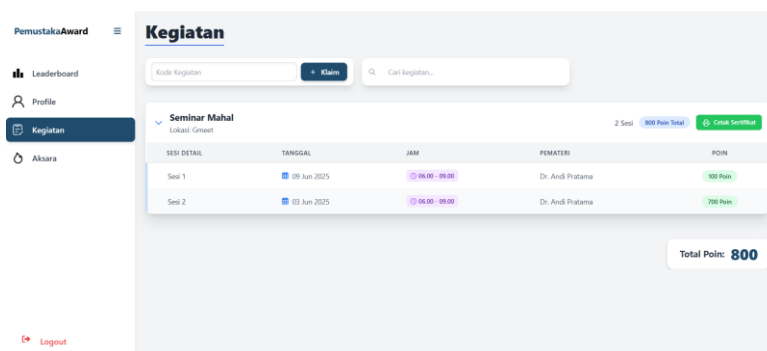 PemustakaAward
Leaderboard
Profile
Kegiatan
Aksara
Logout
Kegiatan
Kode Kegiatan
+ Klaim
Cari kegiatan...
Seminar Mahal
Lokasi: Gmeet
2 Sesi
800 Poin Total
Cetak Sertifikat
SESI DETAIL TANGGAL JAM PEMATERI POIN
Sesi 1 09 Jun 2025 06.00 - 09.00 Dr. Andi Pratama 100 Poin
Sesi 2 03 Jun 2025 06.00 - 09.00 Dr. Andi Pratama 700 Poin
Total Poin: 800